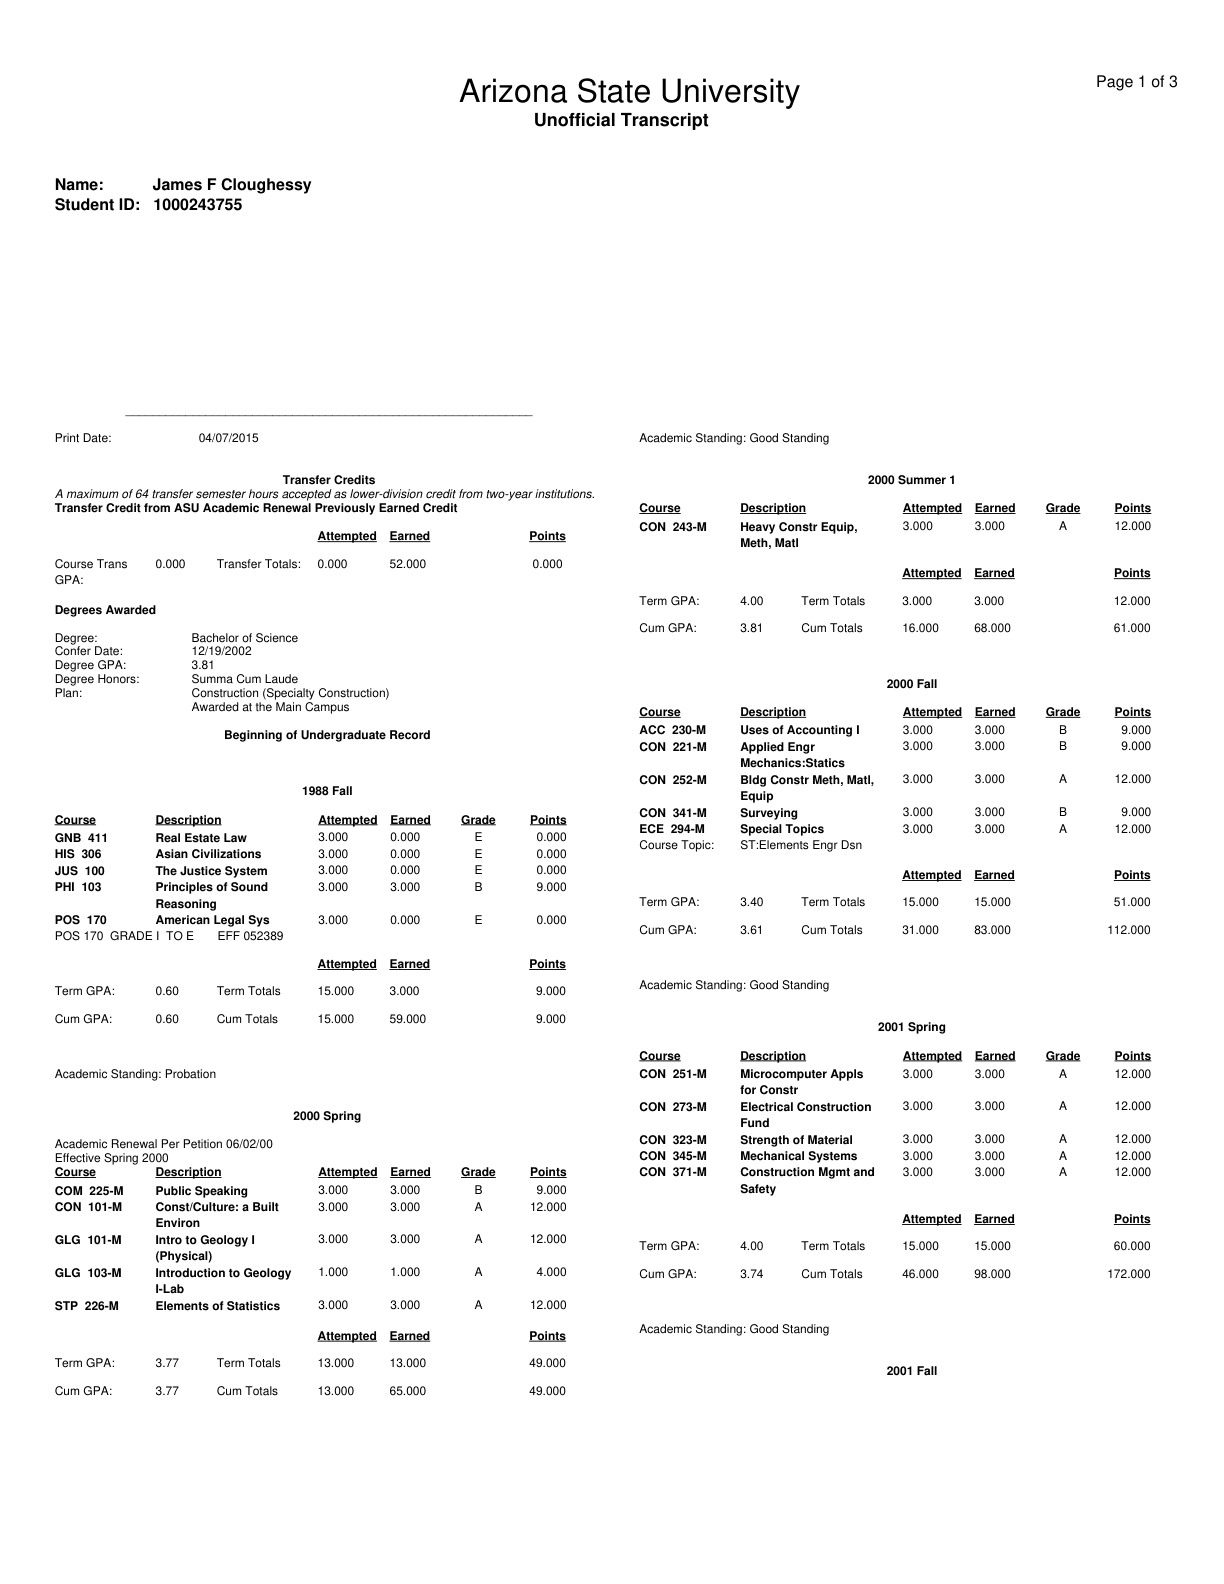 Page 1 of 3
Arizona State University
Unofficial Transcript
Name: James F Cloughessy
Student ID: 1000243755
Print Date: 04/07/2015
Transfer Credits
A maximum of 64 transfer semester hours accepted as lower-division credit from two-year institutions.
Transfer Credit from ASU Academic Renewal Previously Earned Credit
Attempted Earned Points
Course Trans 0.000 Transfer Totals: 0.000 52.000 0.000
GPA:
Degrees Awarded
Degree: Bachelor of Science
Confer Date: 12/19/2002
Degree GPA: 3.81
Degree Honors: Summa Cum Laude
Plan: Construction (Specialty Construction)
Awarded at the Main Campus
Beginning of Undergraduate Record
1988 Fall
Course Description Attempted Earned Grade Points
GNB 411 Real Estate Law 3.000 0.000 E 0.000
HIS 306 Asian Civilizations 3.000 0.000 E 0.000
JUS 100 The Justice System 3.000 0.000 E 0.000
PHI 103 Principles of Sound 3.000 3.000 B 9.000
Reasoning
POS 170 American Legal Sys 3.000 0.000 E 0.000
POS 170 GRADE I TO E EFF 052389
Attempted Earned Points
Term GPA: 0.60 Term Totals 15.000 3.000 9.000
Cum GPA: 0.60 Cum Totals 15.000 59.000 9.000
Academic Standing: Probation
2000 Spring
Academic Renewal Per Petition 06/02/00
Effective Spring 2000
Course Description Attempted Earned Grade Points
COM 225-M Public Speaking 3.000 3.000 B 9.000
CON 101-M Const/Culture: a Built 3.000 3.000 A 12.000
Environ
GLG 101-M Intro to Geology I 3.000 3.000 A 12.000
(Physical)
GLG 103-M Introduction to Geology 1.000 1.000 A 4.000
I-Lab
STP 226-M Elements of Statistics 3.000 3.000 A 12.000
Attempted Earned Points
Term GPA: 3.77 Term Totals 13.000 13.000 49.000
Cum GPA: 3.77 Cum Totals 13.000 65.000 49.000
Academic Standing: Good Standing
2000 Summer 1
Course Description Attempted Earned Grade Points
CON 243-M Heavy Constr Equip, 3.000 3.000 A 12.000
Meth, Matl
Attempted Earned Points
Term GPA: 4.00 Term Totals 3.000 3.000 12.000
Cum GPA: 3.81 Cum Totals 16.000 68.000 61.000
2000 Fall
Course Description Attempted Earned Grade Points
ACC 230-M Uses of Accounting I 3.000 3.000 B 9.000
CON 221-M Applied Engr 3.000 3.000 B 9.000
Mechanics:Statics
CON 252-M Bldg Constr Meth, Matl, 3.000 3.000 A 12.000
Equip
CON 341-M Surveying 3.000 3.000 B 9.000
ECE 294-M Special Topics 3.000 3.000 A 12.000
Course Topic: ST:Elements Engr Dsn
Attempted Earned Points
Term GPA: 3.40 Term Totals 15.000 15.000 51.000
Cum GPA: 3.61 Cum Totals 31.000 83.000 112.000
Academic Standing: Good Standing
2001 Spring
Course Description Attempted Earned Grade Points
CON 251-M Microcomputer Appls 3.000 3.000 A 12.000
for Constr
CON 273-M Electrical Construction 3.000 3.000 A 12.000
Fund
CON 323-M Strength of Material 3.000 3.000 A 12.000
CON 345-M Mechanical Systems 3.000 3.000 A 12.000
CON 371-M Construction Mgmt and 3.000 3.000 A 12.000
Safety
Attempted Earned Points
Term GPA: 4.00 Term Totals 15.000 15.000 60.000
Cum GPA: 3.74 Cum Totals 46.000 98.000 172.000
Academic Standing: Good Standing
2001 Fall